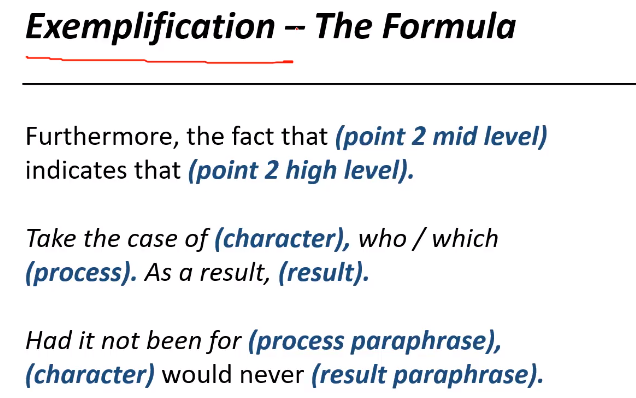 Exemplification – The Formula
Furthermore, the fact that (point 2 mid level)
indicates that (point 2 high level).
Take the case of (character), who / which
(process). As a result, (result).
Had it not been for (process paraphrase),
(character) would never (result paraphrase).